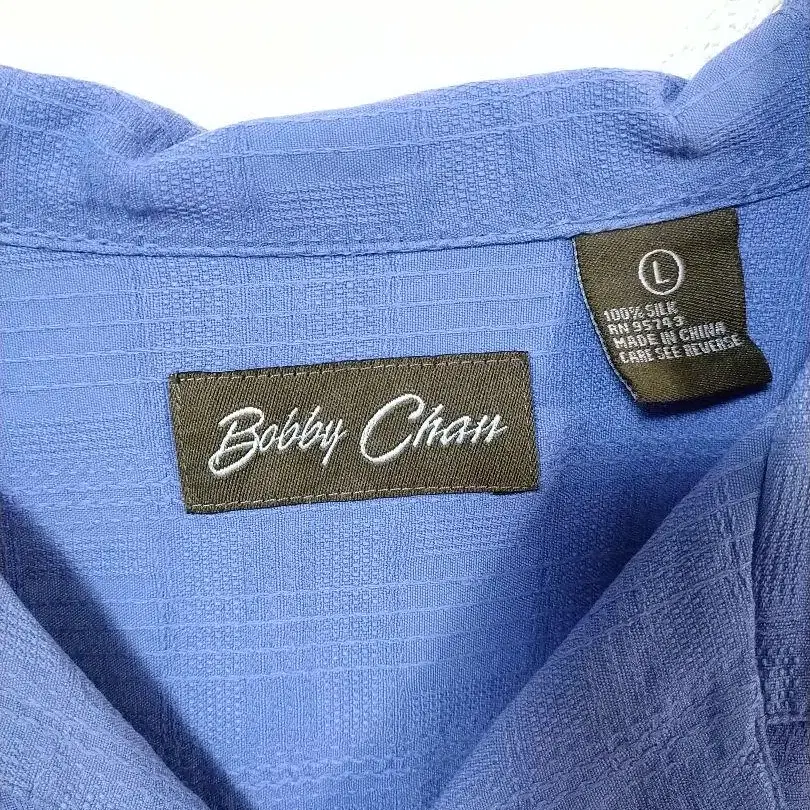 Bobby Chan
L
100% SILK
RN 95743
MADE IN CHINA
CARE SEE REVERSE